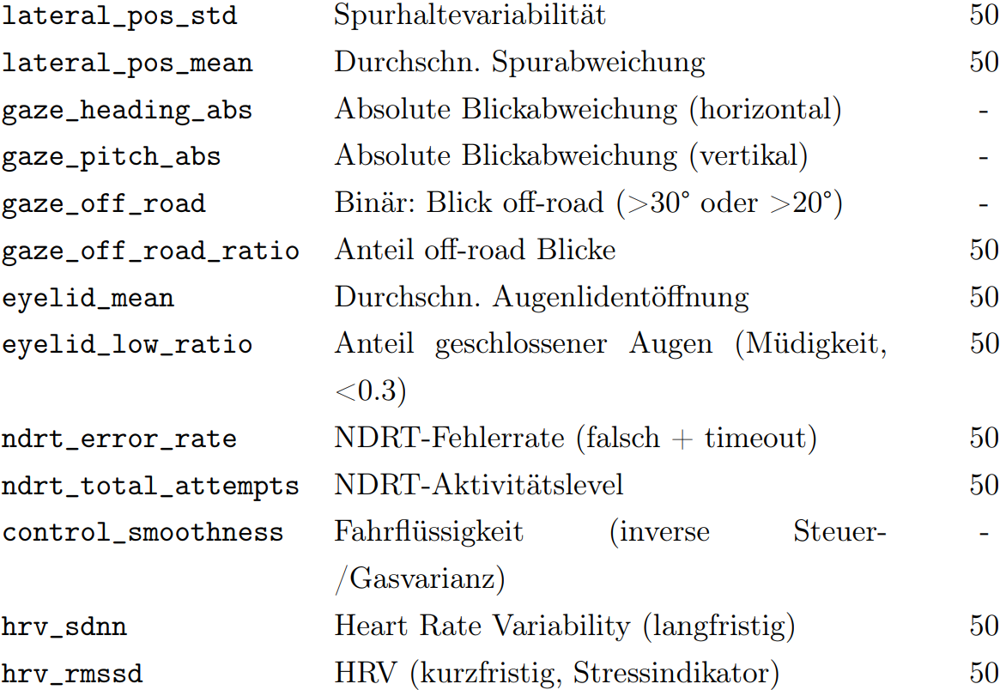 lateral_pos_std Spurhaltevariabilität 50
lateral_pos_mean Durchschn. Spurabweichung 50
gaze_heading_abs Absolute Blickabweichung (horizontal) -
gaze_pitch_abs Absolute Blickabweichung (vertikal) -
gaze_off_road Binär: Blick off-road (>30° oder >20°) -
gaze_off_road_ratio Anteil off-road Blicke 50
eyelid_mean Durchschn. Augenlidentöffnung 50
eyelid_low_ratio Anteil geschlossener Augen (Müdigkeit, 50
<0.3)
ndrt_error_rate NDRT-Fehlerrate (falsch + timeout) 50
ndrt_total_attempts NDRT-Aktivitätslevel 50
control_smoothness Fahrflüssigkeit (inverse Steuer- -
/Gasvarianz)
hrv_sdnn Heart Rate Variability (langfristig) 50
hrv_rmssd HRV (kurzfristig, Stressindikator) 50